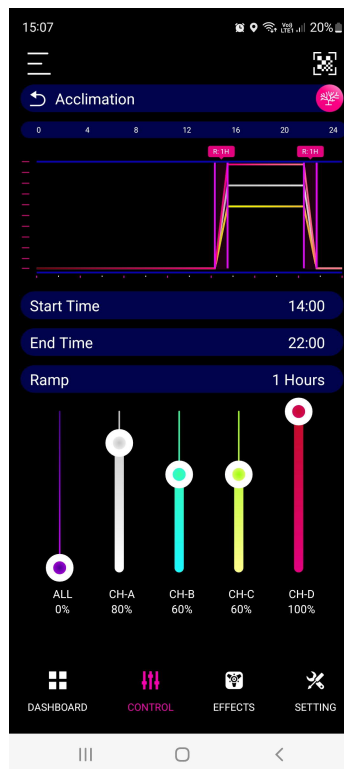 15:07 Vo)) LTE1 20%
Acclimation
0 4 8 12 16 20 24
R:1H R:1H
Start Time 14:00
End Time 22:00
Ramp 1 Hours
ALL CH-A CH-B CH-C CH-D
0% 80% 60% 60% 100%
DASHBOARD CONTROL EFFECTS SETTING